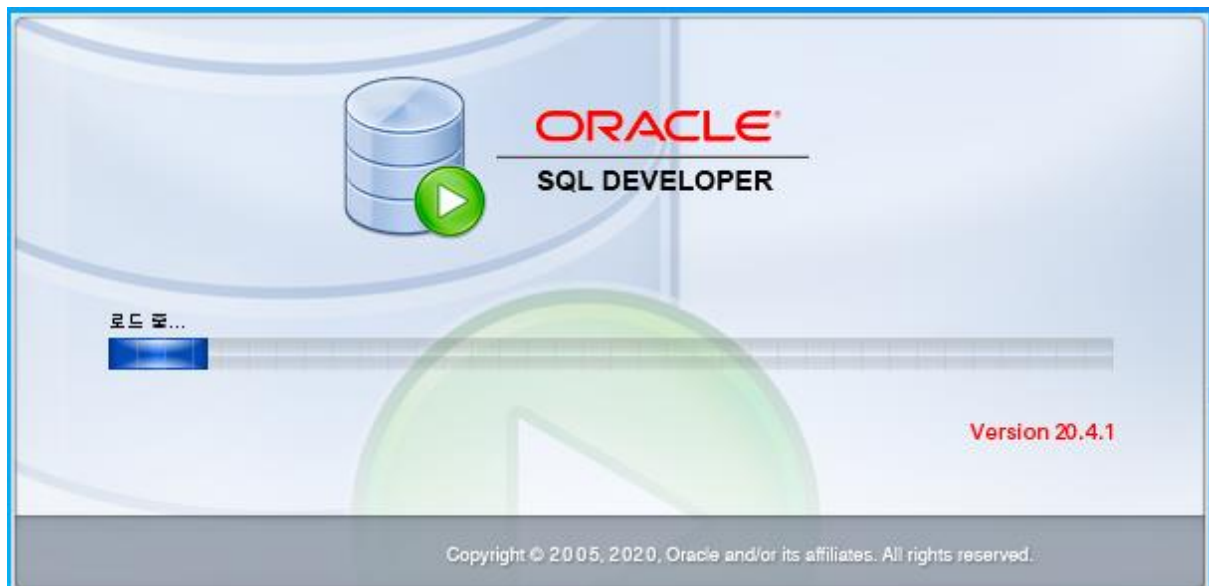 ORACLE®
SQL DEVELOPER
로드 중...
Version 20.4.1
Copyright © 2005, 2020, Oracle and/or its affiliates. All rights reserved.